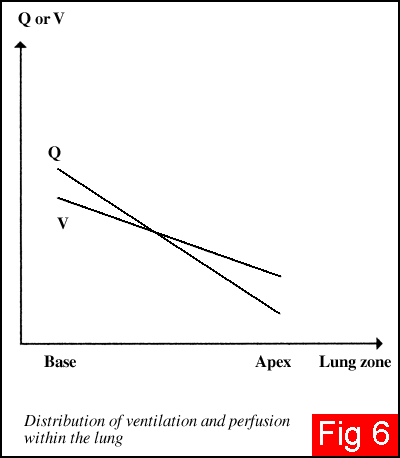 Q or V
Q
V
Base Apex Lung zone
Distribution of ventilation and perfusion
within the lung
Fig 6